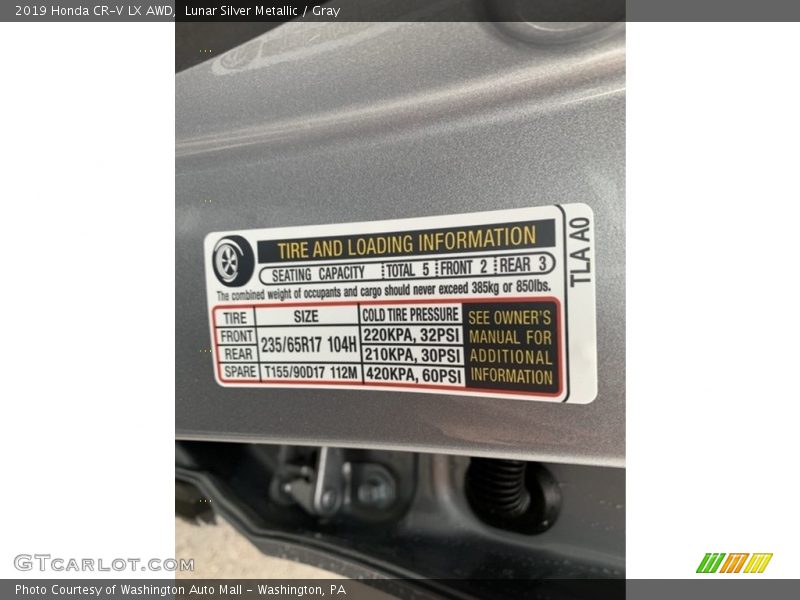 2019 Honda CR-V LX AWD,  Lunar Silver Metallic / Gray
TIRE AND LOADING INFORMATION
SEATING CAPACITY TOTAL 5 FRONT 2 REAR 3
The combined weight of occupants and cargo should never exceed 385kg or 850lbs.
TIRE SIZE COLD TIRE PRESSURE
FRONT 235/65R17 104H 220KPA, 32PSI
REAR 210KPA, 30PSI
SPARE T155/90D17 112M 420KPA, 60PSI
SEE OWNER'S
MANUAL FOR
ADDITIONAL
INFORMATION
TLA A0
GTCARLOT.COM
Photo Courtesy of Washington Auto Mall - Washington, PA